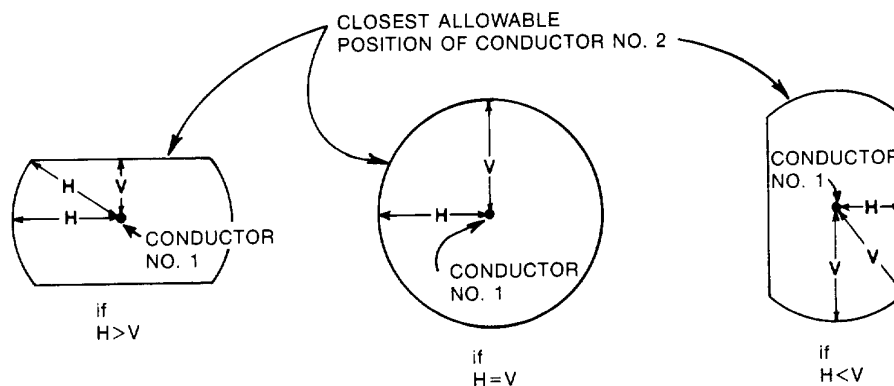 CLOSEST ALLOWABLE
POSITION OF CONDUCTOR NO. 2
H
V
H
CONDUCTOR
NO. 1
if
H>V
V
H
CONDUCTOR
NO. 1
if
H=V
CONDUCTOR
NO. 1
H
V
V
if
H<V